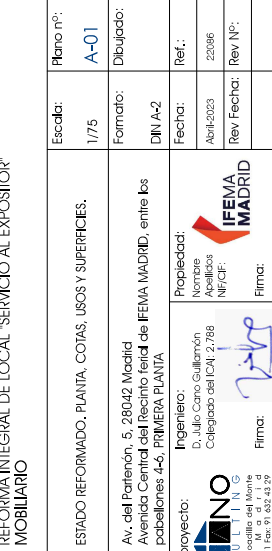 REFORMA INTEGRAL DE LOCAL "SERVICIO AL EXPOSITOR"
MOBILIARIO
ESTADO REFORMADO. PLANTA, COTAS, USOS Y SUPERFICIES.
Escala:
1/75
Plano nº:
A-01
Av. del Partenón, 5, 28042 Madrid
Avenida Central del Recinto ferial de IFEMA MADRID, entre los
pabellones 4-6, PRIMERA PLANTA
Formato:
DIN A-2
Dibujado:
proyecto:
ANO
ULTING
oadilla del Monte
Madrid
Fax: 91 632 43 29
Ingeniero:
D. Julio Cano Guillamón
Colegiado del ICAI: 2.788
Firma:
Propiedad:
Nombre
Apellidos
NIF/CIF:
IFEMA
MADRID
Firma:
Fecha:
Abril-2023
Ref.:
22086
Rev Fecha:
Rev Nº: